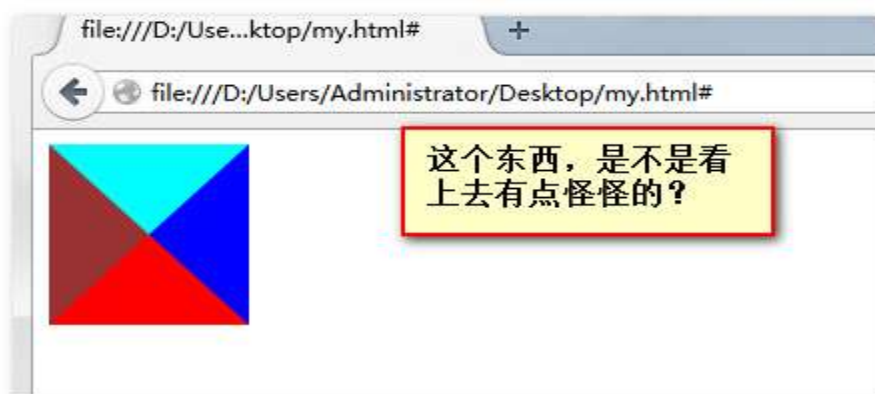 file:///D:/Use...ktop/my.html#
file:///D:/Users/Administrator/Desktop/my.html#
这个东西，是不是看
上去有点怪怪的？